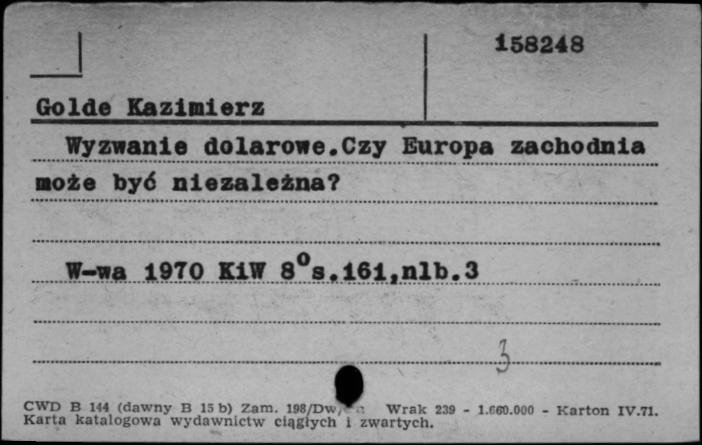 158248
Golde Kazimierz
Wyzwanie dolarowe.Czy Europa zachodnia
może być niezależna?
W-wa 1970 KiW 8⁰s.161,nlb.3
3
CWD B 144 (dawny B 15 b) Zam. 198/Dw/ Wrak 239 - 1.660.000 - Karton IV.71.
Karta katalogowa wydawnictw ciągłych i zwartych.